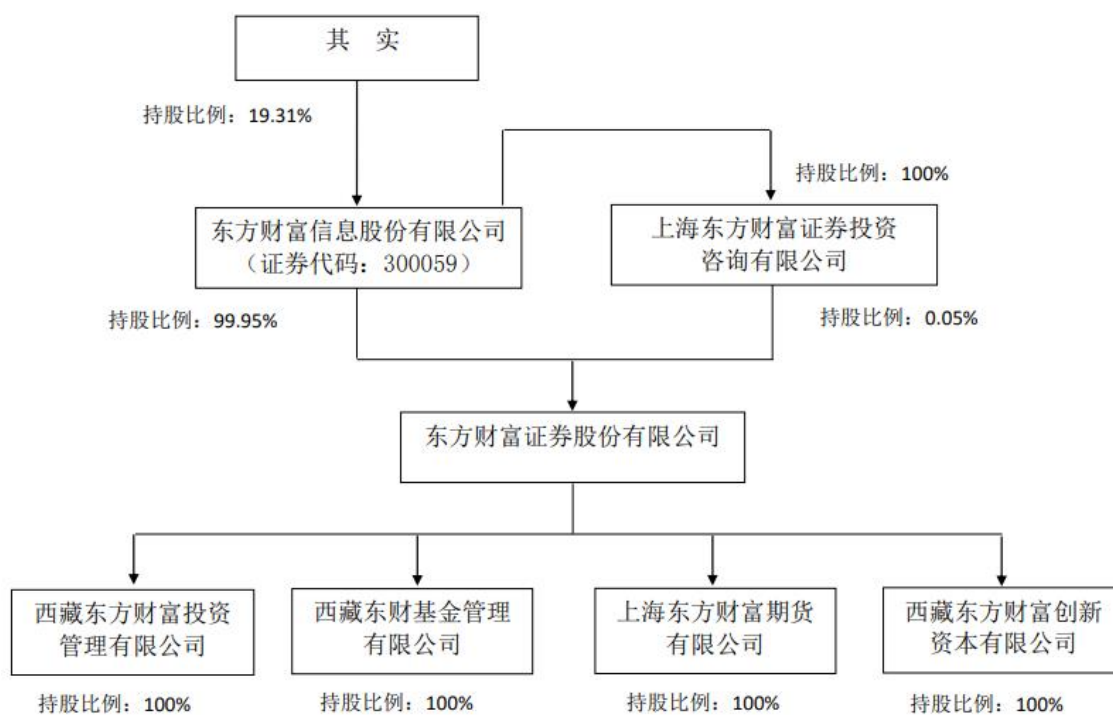 其 实
持股比例：19.31%
持股比例：100%
东方财富信息股份有限公司
（证券代码：300059）
上海东方财富证券投资
咨询有限公司
持股比例：99.95%
持股比例：0.05%
东方财富证券股份有限公司
西藏东方财富投资
管理有限公司
西藏东财基金管理
有限公司
上海东方财富期货
有限公司
西藏东方财富创新
资本有限公司
持股比例：100%
持股比例：100%
持股比例：100%
持股比例：100%